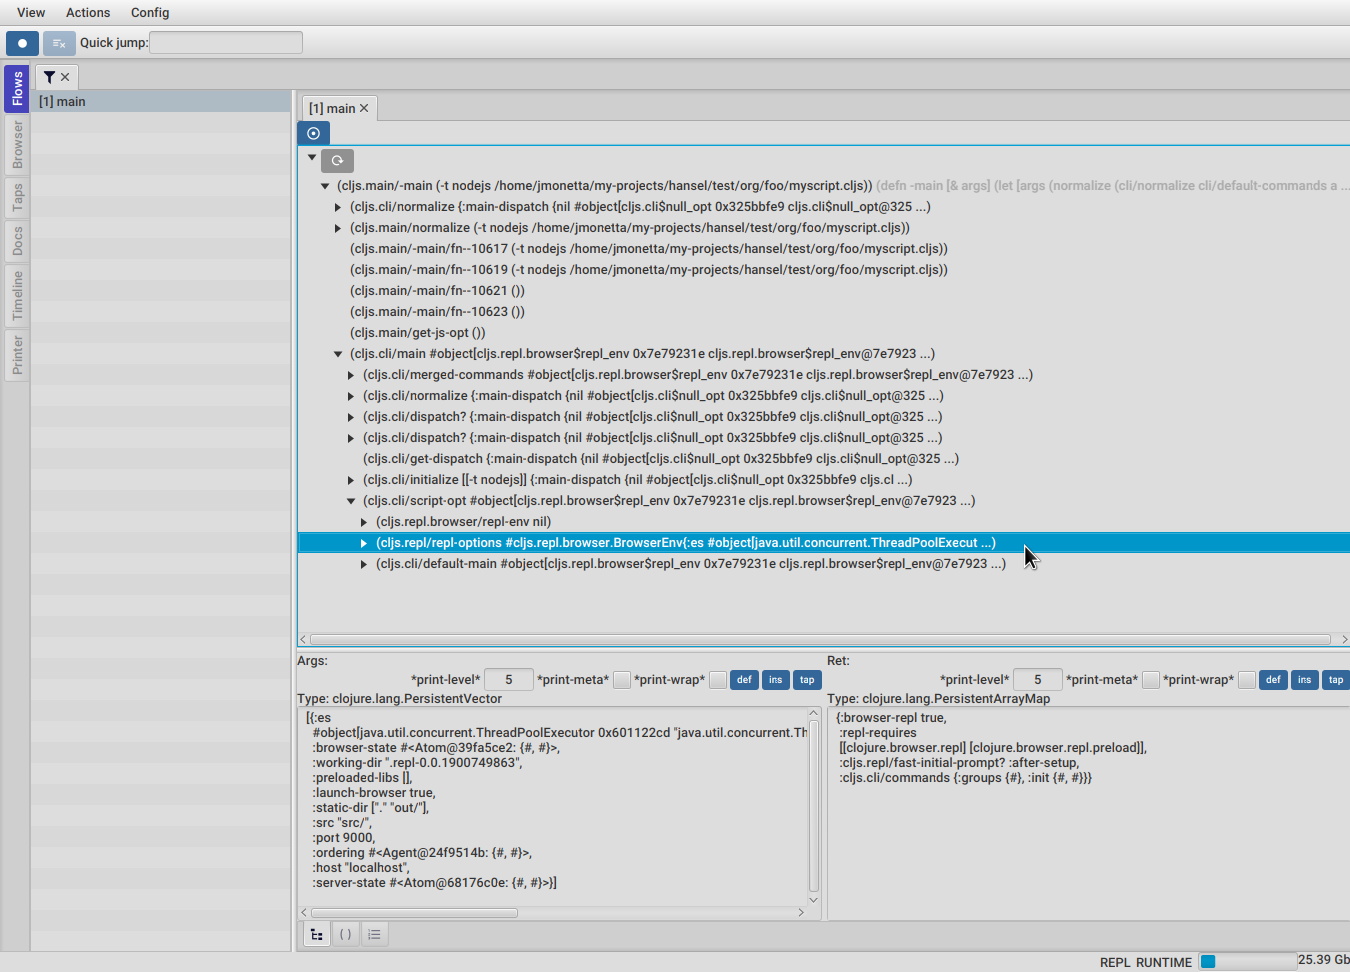 View Actions Config
Quick jump:
Flows
Browser
Taps
Docs
Timeline
Printer
[1] main
[1] main
(cljs.main/-main (-t nodejs /home/jmonetta/my-projects/hansel/test/org/foo/myscript.cljs)) (defn -main [& args] (let [args (normalize (cli/normalize cli/default-commands a ...
(cljs.cli/normalize {:main-dispatch {nil #object[cljs.cli$null_opt 0x325bbfe9 cljs.cli$null_opt@325 ...)
(cljs.main/normalize (-t nodejs /home/jmonetta/my-projects/hansel/test/org/foo/myscript.cljs))
(cljs.main/-main/fn--10617 (-t nodejs /home/jmonetta/my-projects/hansel/test/org/foo/myscript.cljs))
(cljs.main/-main/fn--10619 (-t nodejs /home/jmonetta/my-projects/hansel/test/org/foo/myscript.cljs))
(cljs.main/-main/fn--10621 ())
(cljs.main/-main/fn--10623 ())
(cljs.main/get-js-opt ())
(cljs.cli/main #object[cljs.repl.browser$repl_env 0x7e79231e cljs.repl.browser$repl_env@7e7923 ...)
(cljs.cli/merged-commands #object[cljs.repl.browser$repl_env 0x7e79231e cljs.repl.browser$repl_env@7e7923 ...)
(cljs.cli/normalize {:main-dispatch {nil #object[cljs.cli$null_opt 0x325bbfe9 cljs.cli$null_opt@325 ...)
(cljs.cli/dispatch? {:main-dispatch {nil #object[cljs.cli$null_opt 0x325bbfe9 cljs.cli$null_opt@325 ...)
(cljs.cli/dispatch? {:main-dispatch {nil #object[cljs.cli$null_opt 0x325bbfe9 cljs.cli$null_opt@325 ...)
(cljs.cli/get-dispatch {:main-dispatch {nil #object[cljs.cli$null_opt 0x325bbfe9 cljs.cli$null_opt@325 ...)
(cljs.cli/initialize [[-t nodejs]] {:main-dispatch {nil #object[cljs.cli$null_opt 0x325bbfe9 cljs.cl ...)
(cljs.cli/script-opt #object[cljs.repl.browser$repl_env 0x7e79231e cljs.repl.browser$repl_env@7e7923 ...)
(cljs.repl.browser/repl-env nil)
(cljs.repl/repl-options #cljs.repl.browser.BrowserEnv{:es #object[java.util.concurrent.ThreadPoolExecut ...)
(cljs.cli/default-main #object[cljs.repl.browser$repl_env 0x7e79231e cljs.repl.browser$repl_env@7e7923 ...)
Args:
*print-level* 5 *print-meta* *print-wrap* def ins tap
Type: clojure.lang.PersistentVector
[{:es
#object[java.util.concurrent.ThreadPoolExecutor 0x601122cd "java.util.concurrent.Th
:browser-state #<Atom@39fa5ce2: {#, #}>,
:working-dir ".repl-0.0.1900749863",
:preloaded-libs [],
:launch-browser true,
:static-dir ["." "out/"],
:src "src/",
:port 9000,
:ordering #<Agent@24f9514b: {#, #}>,
:host "localhost",
:server-state #<Atom@68176c0e: {#, #}>}]
Ret:
*print-level* 5 *print-meta* *print-wrap* def ins tap
Type: clojure.lang.PersistentArrayMap
{:browser-repl true,
:repl-requires
[[clojure.browser.repl] [clojure.browser.repl.preload]],
:cljs.repl/fast-initial-prompt? :after-setup,
:cljs.cli/commands {:groups {#}, :init {#, #}}}
( )
REPL RUNTIME 25.39 Gb